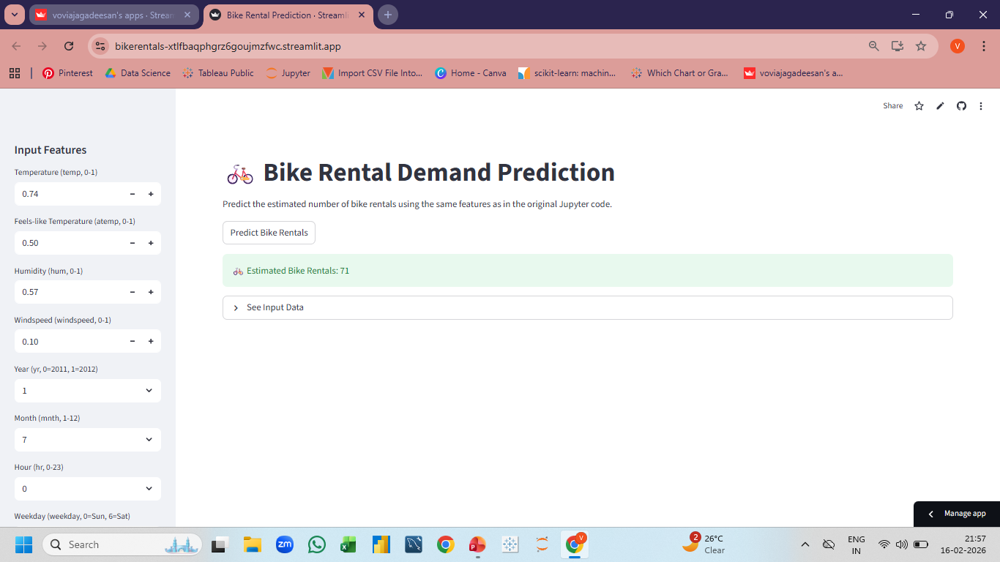 voviajagadeesan's apps · Stream
Bike Rental Prediction · Streamli
bikerentals-xtlfbaqphgrz6goujmzfwc.streamlit.app
V
Pinterest
Data Science
Tableau Public
Jupyter
Import CSV File Into...
Home - Canva
scikit-learn: machin...
Which Chart or Gra...
voviajagadeesan's a...
Share
Input Features
Temperature (temp, 0-1)
0.74
Feels-like Temperature (atemp, 0-1)
0.50
Humidity (hum, 0-1)
0.57
Windspeed (windspeed, 0-1)
0.10
Year (yr, 0=2011, 1=2012)
1
Month (mnth, 1-12)
7
Hour (hr, 0-23)
0
Weekday (weekday, 0=Sun, 6=Sat)
Bike Rental Demand Prediction
Predict the estimated number of bike rentals using the same features as in the original Jupyter code.
Predict Bike Rentals
Estimated Bike Rentals: 71
See Input Data
Manage app
Search
zm
V
2
26°C
Clear
ENG
IN
21:57
16-02-2026